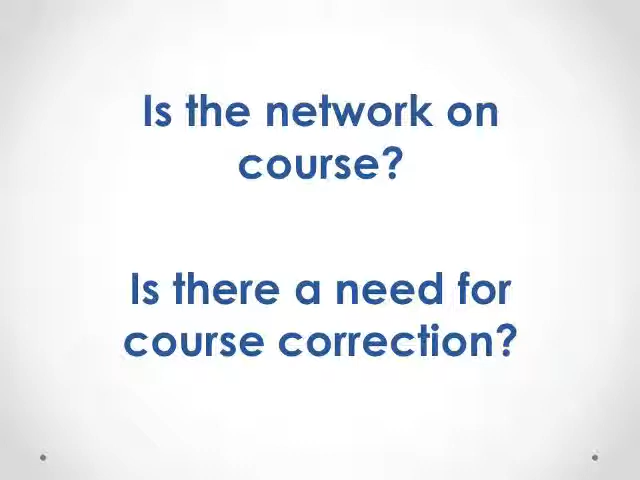 Is the network on
course?
Is there a need for
course correction?